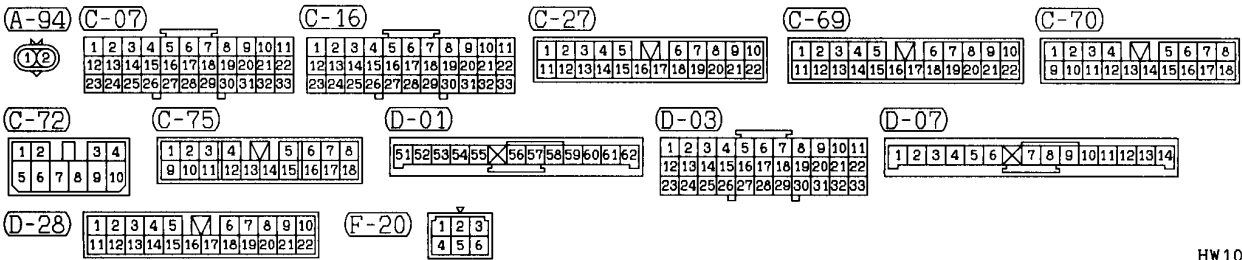 A-94 C-07 C-16 C-27 C-69 C-70
1 2
1 2 3 4 5 6 7 8 9 10 11
12 13 14 15 16 17 18 19 20 21 22
23 24 25 26 27 28 29 30 31 32 33
1 2 3 4 5 6 7 8 9 10 11
12 13 14 15 16 17 18 19 20 21 22
23 24 25 26 27 28 29 30 31 32 33
1 2 3 4 5 6 7 8 9 10
11 12 13 14 15 16 17 18 19 20 21 22
1 2 3 4 5 6 7 8 9 10
11 12 13 14 15 16 17 18 19 20 21 22
1 2 3 4 5 6 7 8
9 10 11 12 13 14 15 16 17 18
C-72 C-75 D-01 D-03 D-07
1 2 3 4
5 6 7 8 9 10
1 2 3 4 5 6 7 8
9 10 11 12 13 14 15 16 17 18
51 52 53 54 55 56 57 58 59 60 61 62
1 2 3 4 5 6 7 8 9 10 11
12 13 14 15 16 17 18 19 20 21 22
23 24 25 26 27 28 29 30 31 32 33
1 2 3 4 5 6 7 8 9 10 11 12 13 14
D-28 F-20
1 2 3 4 5 6 7 8 9 10
11 12 13 14 15 16 17 18 19 20 21 22
1 2 3
4 5 6
HW10